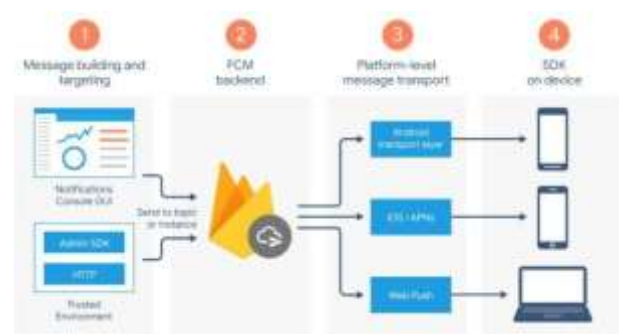 1
Message building and
targeting
2
FCM
backend
3
Platform-level
message transport
4
SDK
on device
Notifications
Console GUI
Send to topic
or instance
Admin SDK
HTTP
Trusted
Environment
Android
transport layer
iOS / APNs
Web Push